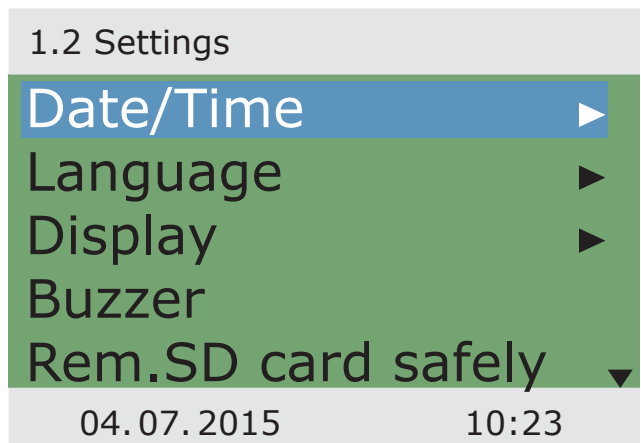 1.2 Settings
Date/Time
Language
Display
Buzzer
Rem.SD card safely
04.07.2015 10:23